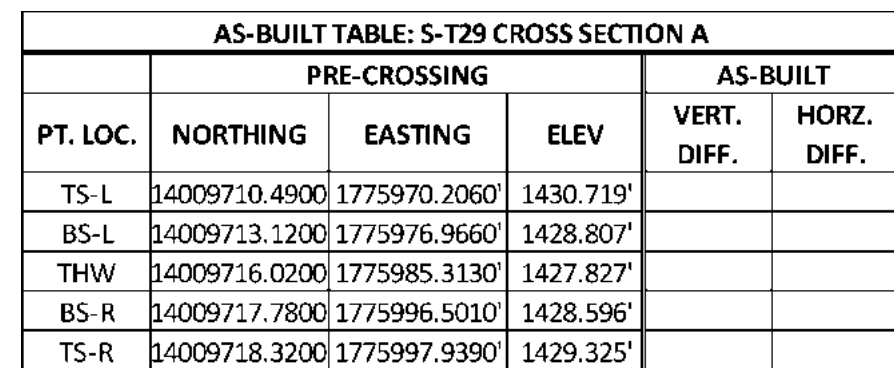 AS-BUILT TABLE: S-T29 CROSS SECTION A
PRE-CROSSING AS-BUILT
PT. LOC. NORTHING EASTING ELEV VERT. DIFF. HORZ. DIFF.
TS-L 14009710.4900 1775970.2060' 1430.719'
BS-L 14009713.1200 1775976.9660' 1428.807'
THW 14009716.0200 1775985.3130' 1427.827'
BS-R 14009717.7800 1775996.5010' 1428.596'
TS-R 14009718.3200 1775997.9390' 1429.325'